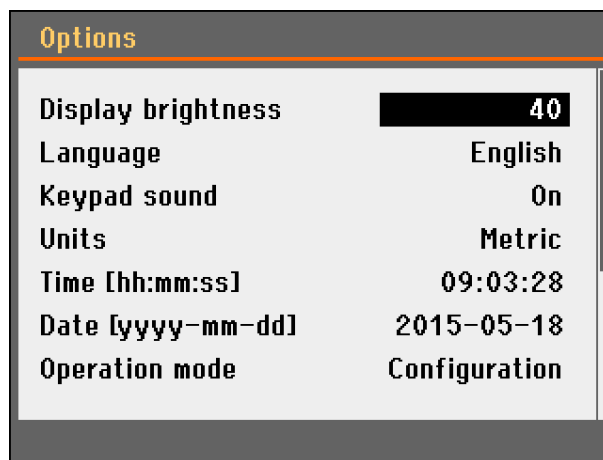 Options
Display brightness 40
Language English
Keypad sound On
Units Metric
Time [hh:mm:ss] 09:03:28
Date [yyyy-mm-dd] 2015-05-18
Operation mode Configuration